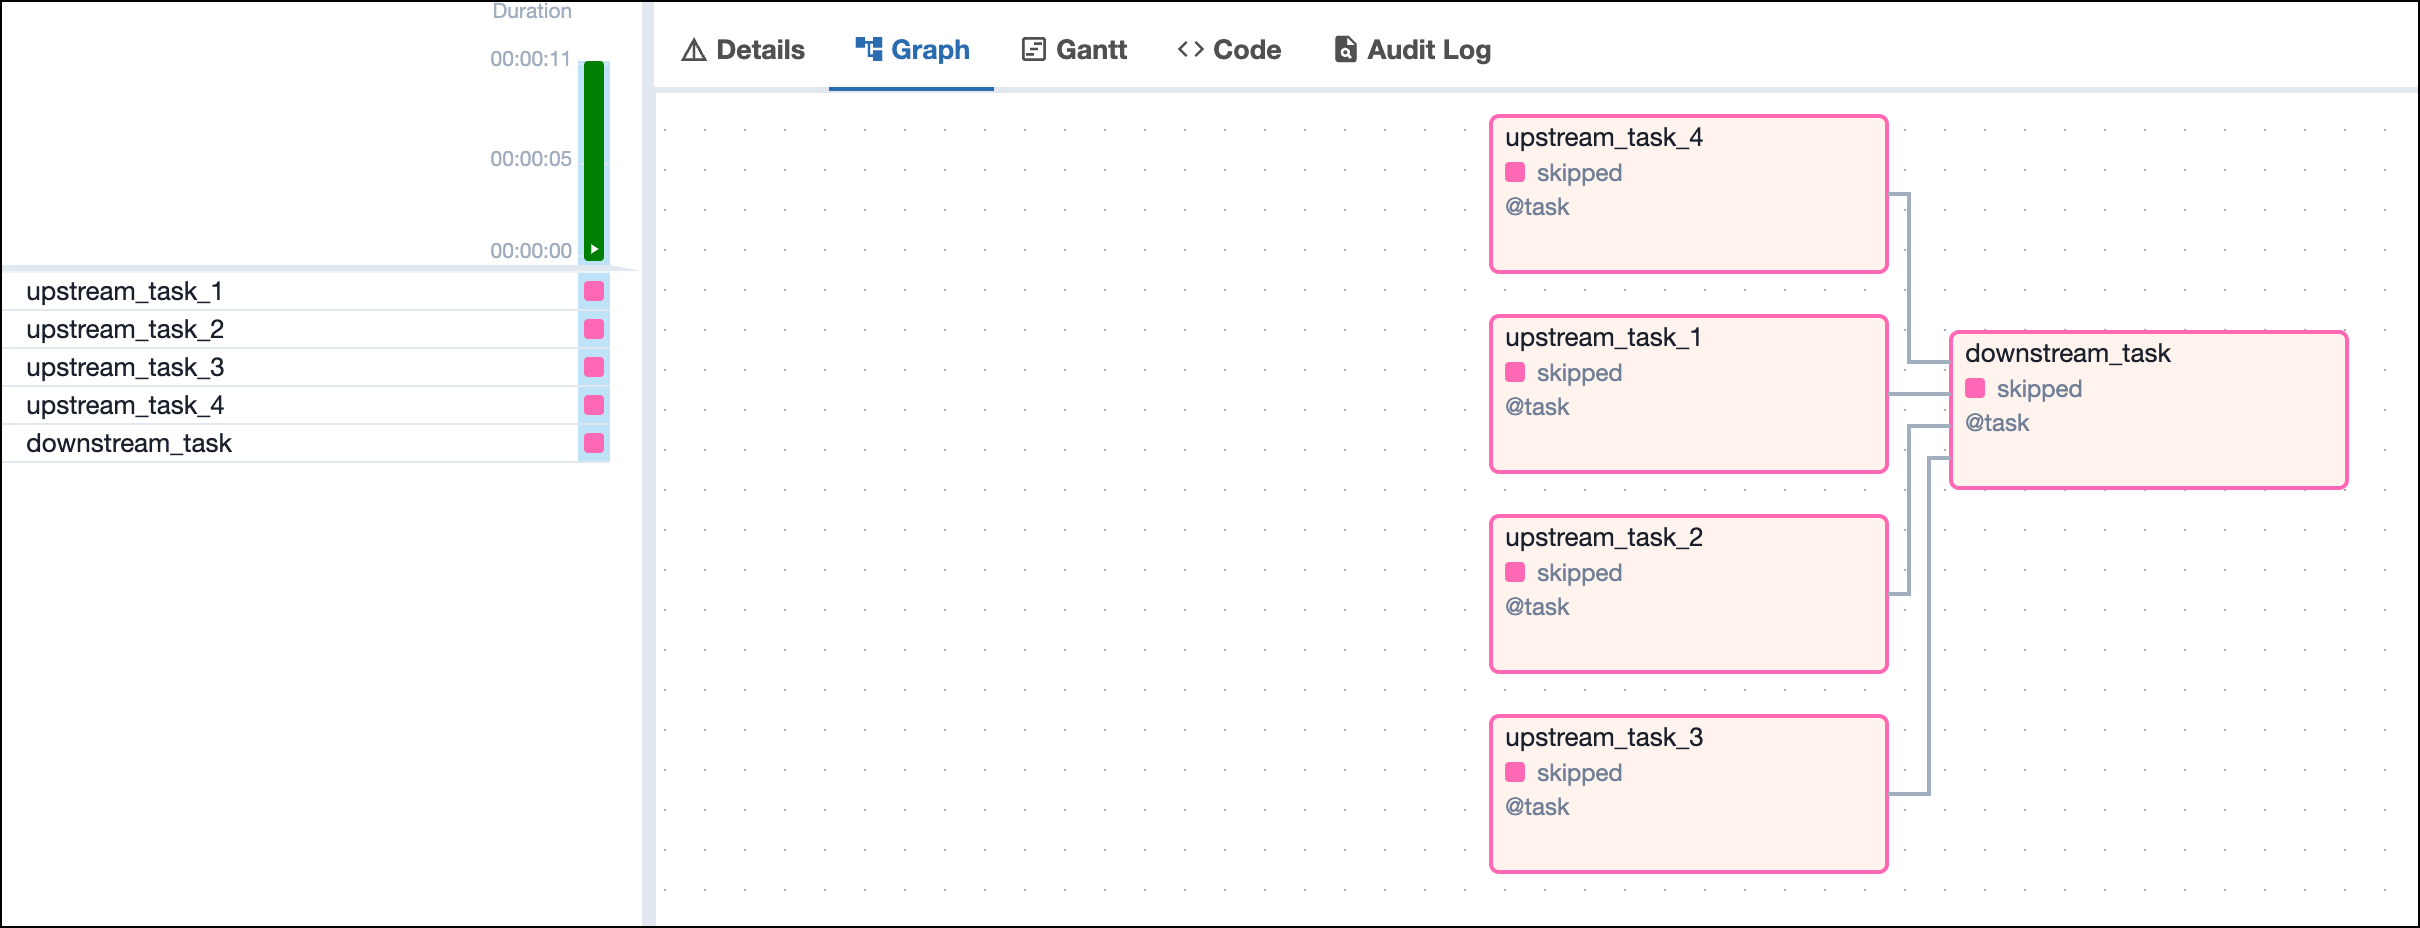 Duration
00:00:11
00:00:05
00:00:00
upstream_task_1
upstream_task_2
upstream_task_3
upstream_task_4
downstream_task
Details
Graph
Gantt
Code
Audit Log
upstream_task_4
skipped
@task
upstream_task_1
skipped
@task
upstream_task_2
skipped
@task
upstream_task_3
skipped
@task
downstream_task
skipped
@task